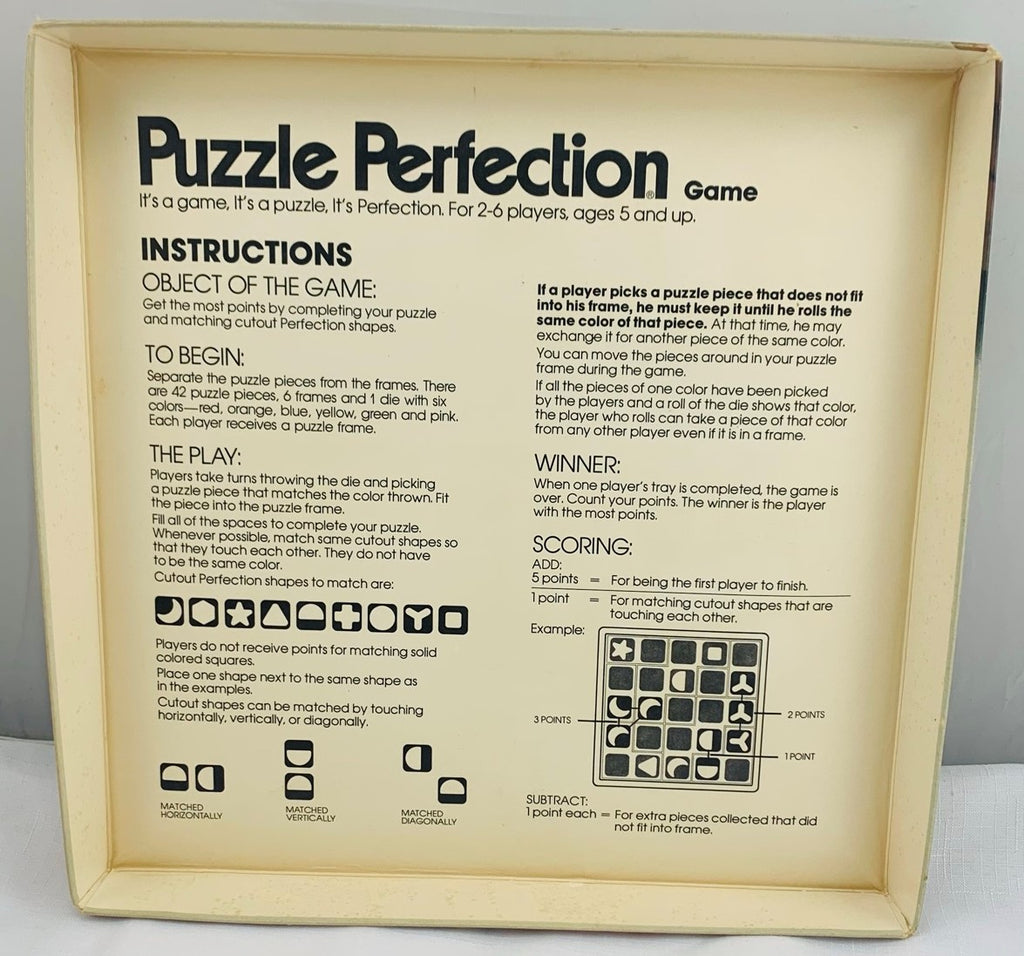 Puzzle Perfection® Game
It's a game, It's a puzzle, It's Perfection. For 2-6 players, ages 5 and up.
INSTRUCTIONS
OBJECT OF THE GAME:
Get the most points by completing your puzzle
and matching cutout Perfection shapes.
TO BEGIN:
Separate the puzzle pieces from the frames. There
are 42 puzzle pieces, 6 frames and 1 die with six
colors—red, orange, blue, yellow, green and pink.
Each player receives a puzzle frame.
THE PLAY:
Players take turns throwing the die and picking
a puzzle piece that matches the color thrown. Fit
the piece into the puzzle frame.
Fill all of the spaces to complete your puzzle.
Whenever possible, match same cutout shapes so
that they touch each other. They do not have
to be the same color.
Cutout Perfection shapes to match are:
Players do not receive points for matching solid
colored squares.
Place one shape next to the same shape as
in the examples.
Cutout shapes can be matched by touching
horizontally, vertically, or diagonally.
MATCHED
HORIZONTALLY
MATCHED
VERTICALLY
MATCHED
DIAGONALLY
If a player picks a puzzle piece that does not fit
into his frame, he must keep it until he rolls the
same color of that piece. At that time, he may
exchange it for another piece of the same color.
You can move the pieces around in your puzzle
frame during the game.
If all the pieces of one color have been picked
by the players and a roll of the die shows that color,
the player who rolls can take a piece of that color
from any other player even if it is in a frame.
WINNER:
When one player's tray is completed, the game is
over. Count your points. The winner is the player
with the most points.
SCORING:
ADD:
5 points = For being the first player to finish.
1 point = For matching cutout shapes that are
touching each other.
Example:
3 POINTS
2 POINTS
1 POINT
SUBTRACT:
1 point each = For extra pieces collected that did
not fit into frame.